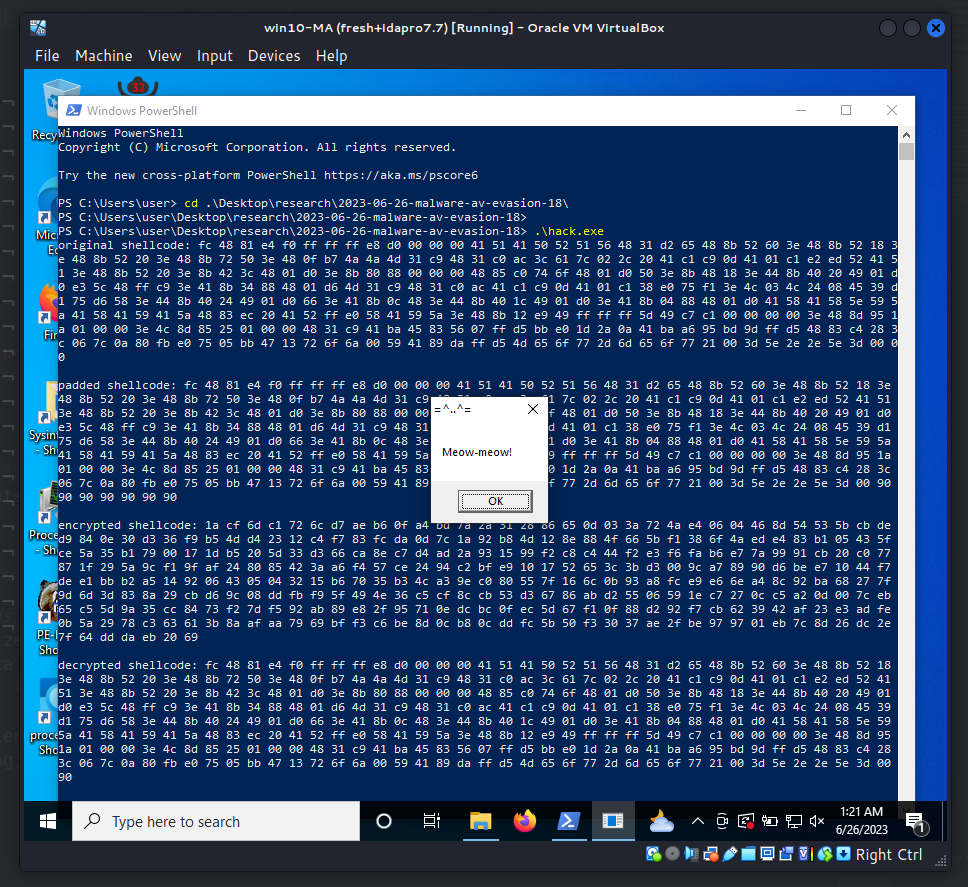 win10-MA (fresh+idapro7.7) [Running] - Oracle VM VirtualBox
File Machine View Input Devices Help
Windows PowerShell
Windows PowerShell
Copyright (C) Microsoft Corporation. All rights reserved.
Try the new cross-platform PowerShell https://aka.ms/pscore6
PS C:\Users\user> cd .\Desktop\research\2023-06-26-malware-av-evasion-18\
PS C:\Users\user\Desktop\research\2023-06-26-malware-av-evasion-18>
PS C:\Users\user\Desktop\research\2023-06-26-malware-av-evasion-18> .\hack.exe
original shellcode: fc 48 81 e4 f0 ff ff ff e8 d0 00 00 00 41 51 41 50 52 51 56 48 31 d2 65 48 8b 52 60 3e 48 8b 52 18 3
e 48 8b 52 20 3e 48 8b 72 50 3e 48 0f b7 4a 4a 4d 31 c9 48 31 c0 ac 3c 61 7c 02 2c 20 41 c1 c9 0d 41 01 c1 e2 ed 52 41 5
1 3e 48 8b 52 20 3e 8b 42 3c 48 01 d0 3e 8b 80 88 00 00 00 48 85 c0 74 6f 48 01 d0 50 3e 8b 48 18 3e 44 8b 40 20 49 01 d
0 e3 5c 48 ff c9 3e 41 8b 34 88 48 01 d6 4d 31 c9 48 31 c0 ac 41 c1 c9 0d 41 01 c1 38 e0 75 f1 3e 4c 03 4c 24 08 45 39 d
1 75 d6 58 3e 44 8b 40 24 49 01 d0 66 3e 41 8b 0c 48 3e 44 8b 40 1c 49 01 d0 3e 41 8b 04 88 48 01 d0 41 58 41 58 5e 59 5
a 41 58 41 59 41 5a 48 83 ec 20 41 52 ff e0 58 41 59 5a 3e 48 8b 12 e9 49 ff ff ff 5d 49 c7 c1 00 00 00 00 3e 48 8d 95 1
a 01 00 00 3e 4c 8d 85 25 01 00 00 48 31 c9 41 ba 45 83 56 07 ff d5 bb e0 1d 2a 0a 41 ba a6 95 bd 9d ff d5 48 83 c4 28 3
c 06 7c 0a 80 fb e0 75 05 bb 47 13 72 6f 6a 00 59 41 89 da ff d5 4d 65 6f 77 2d 6d 65 6f 77 21 00 3d 5e 2e 2e 5e 3d 00 0
0
padded shellcode: fc 48 81 e4 f0 ff ff ff e8 d0 00 00 00 41 51 41 50 52 51 56 48 31 d2 65 48 8b 52 60 3e 48 8b 52 18 3e
48 8b 52 20 3e 48 8b 72 50 3e 48 0f b7 4a 4a 4d 31 c9 7c 02 2c 20 41 c1 c9 0d 41 01 c1 e2 ed 52 41 51
=^..^=
3e 48 8b 52 20 3e 8b 42 3c 48 01 d0 3e 8b 80 88 00 00 48 01 d0 50 3e 8b 48 18 3e 44 8b 40 20 49 01 d0
e3 5c 48 ff c9 3e 41 8b 34 88 48 01 d6 4d 31 c9 48 31 0d 41 01 c1 38 e0 75 f1 3e 4c 03 4c 24 08 45 39 d1
75 d6 58 3e 44 8b 40 24 49 01 d0 66 3e 41 8b 0c 48 3e d0 3e 41 8b 04 88 48 01 d0 41 58 41 58 5e 59 5a
Meow-meow!
41 58 41 59 41 5a 48 83 ec 20 41 52 ff e0 58 41 59 5a ff ff ff 5d 49 c7 c1 00 00 00 00 3e 48 8d 95 1a
01 00 00 3e 4c 8d 85 25 01 00 00 48 31 c9 41 ba 45 83 1d 2a 0a 41 ba a6 95 bd 9d ff d5 48 83 c4 28 3c
06 7c 0a 80 fb e0 75 05 bb 47 13 72 6f 6a 00 59 41 89 6f 77 2d 6d 65 6f 77 21 00 3d 5e 2e 2e 5e 3d 00 90
OK
90 90 90 90 90 90
encrypted shellcode: 1a cf 6d c1 72 6c d7 ae b6 0f a4 bd 7a 2a 31 28 65 0d 03 3a 72 4a e4 06 04 46 8d 54 53 5b cb de
d9 84 0e 30 d3 36 f9 b5 4d d4 23 12 c4 f7 83 fc da 0d 7c 1a 92 b8 4d 12 8e 88 4f 66 5b f1 38 6f 4a ed e4 83 b1 05 43 5f
ce 5a 35 b1 79 00 17 1d b5 20 5d 33 d3 66 ca 8e c7 d4 ad 2a 93 15 99 f2 c8 c4 44 f2 e3 f6 fa b6 e7 7a 99 91 cb 20 c0 77
87 1f 29 5a 9c f1 9f af 24 80 85 42 3a a6 f4 57 ce 24 94 c2 bf e9 10 17 52 65 3c 3b d3 00 9c a7 89 90 d6 be e7 10 44 f7
de e1 bb b2 a5 14 92 06 43 05 04 32 15 b6 70 35 b3 4c a3 9e c6 80 55 7f 16 6c 0b 93 a8 fc e9 e6 6e a4 8c 92 ba 68 27 7f
9d 6d 3d 83 8a 29 cb d6 9c 08 dd fb f9 5f 49 4e 36 c5 cf 8c cb 53 d3 67 86 ab d2 55 06 59 1e c7 27 0c c5 a2 0d 00 7c eb
65 c5 5d 9a 35 cc 84 73 f2 7d f5 92 ab 89 e8 2f 95 71 0e dc bc 0f ec 5d 67 f1 0f 88 d2 92 f7 cb 62 39 42 af 23 e3 ad fe
0b 5a 29 78 c3 63 61 3b 8a af aa 79 69 bf f3 c6 be 8d 0c b8 0c dd fc 5b 50 f3 30 37 ae 2f be 97 97 01 eb 7c 8d 26 dc 2e
7f 64 dd da eb 20 69
decrypted shellcode: fc 48 81 e4 f0 ff ff ff e8 d0 00 00 00 41 51 41 50 52 51 56 48 31 d2 65 48 8b 52 60 3e 48 8b 52 18
3e 48 8b 52 20 3e 48 8b 72 50 3e 48 0f b7 4a 4a 4d 31 c9 48 31 c0 ac 3c 61 7c 02 2c 20 41 c1 c9 0d 41 01 c1 e2 ed 52 41
51 3e 48 8b 52 20 3e 8b 42 3c 48 01 d0 3e 8b 80 88 00 00 00 48 85 c0 74 6f 48 01 d0 50 3e 8b 48 18 3e 44 8b 40 20 49 01
d0 e3 5c 48 ff c9 3e 41 8b 34 88 48 01 d6 4d 31 c9 48 31 c0 ac 41 c1 c9 0d 41 01 c1 38 e0 75 f1 3e 4c 03 4c 24 08 45 39
d1 75 d6 58 3e 44 8b 40 24 49 01 d0 66 3e 41 8b 0c 48 3e 44 8b 40 1c 49 01 d0 3e 41 8b 04 88 48 01 d0 41 58 41 58 5e 59
5a 41 58 41 59 41 5a 48 83 ec 20 41 52 ff e0 58 41 59 5a 3e 48 8b 12 e9 49 ff ff ff 5d 49 c7 c1 00 00 00 00 3e 48 8d 95
1a 01 00 00 3e 4c 8d 85 25 01 00 00 48 31 c9 41 ba 45 83 56 07 ff d5 bb e0 1d 2a 0a 41 ba a6 95 bd 9d ff d5 48 83 c4 28
3c 06 7c 0a 80 fb e0 75 05 bb 47 13 72 6f 6a 00 59 41 89 da ff d5 4d 65 6f 77 2d 6d 65 6f 77 21 00 3d 5e 2e 2e 5e 3d 00
90
Type here to search
1:21 AM
6/26/2023
1
Right Ctrl